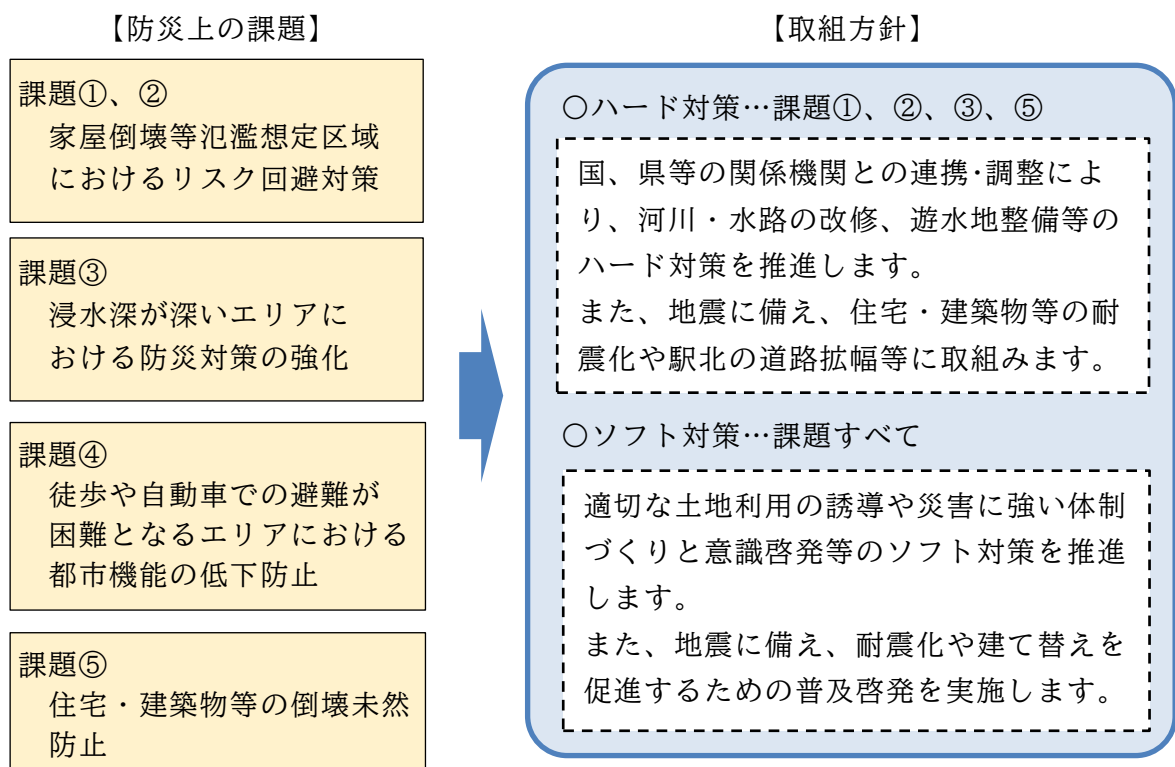 【防災上の課題】
課題①、②
家屋倒壊等氾濫想定区域
におけるリスク回避対策
課題③
浸水深が深いエリアに
おける防災対策の強化
課題④
徒歩や自動車での避難が
困難となるエリアにおける
都市機能の低下防止
課題⑤
住宅・建築物等の倒壊未然
防止
【取組方針】
○ハード対策…課題①、②、③、⑤
国、県等の関係機関との連携・調整によ
り、河川・水路の改修、遊水地整備等の
ハード対策を推進します。
また、地震に備え、住宅・建築物等の耐
震化や駅北の道路拡幅等に取組みます。
○ソフト対策…課題すべて
適切な土地利用の誘導や災害に強い体制
づくりと意識啓発等のソフト対策を推進
します。
また、地震に備え、耐震化や建て替えを
促進するための普及啓発を実施します。